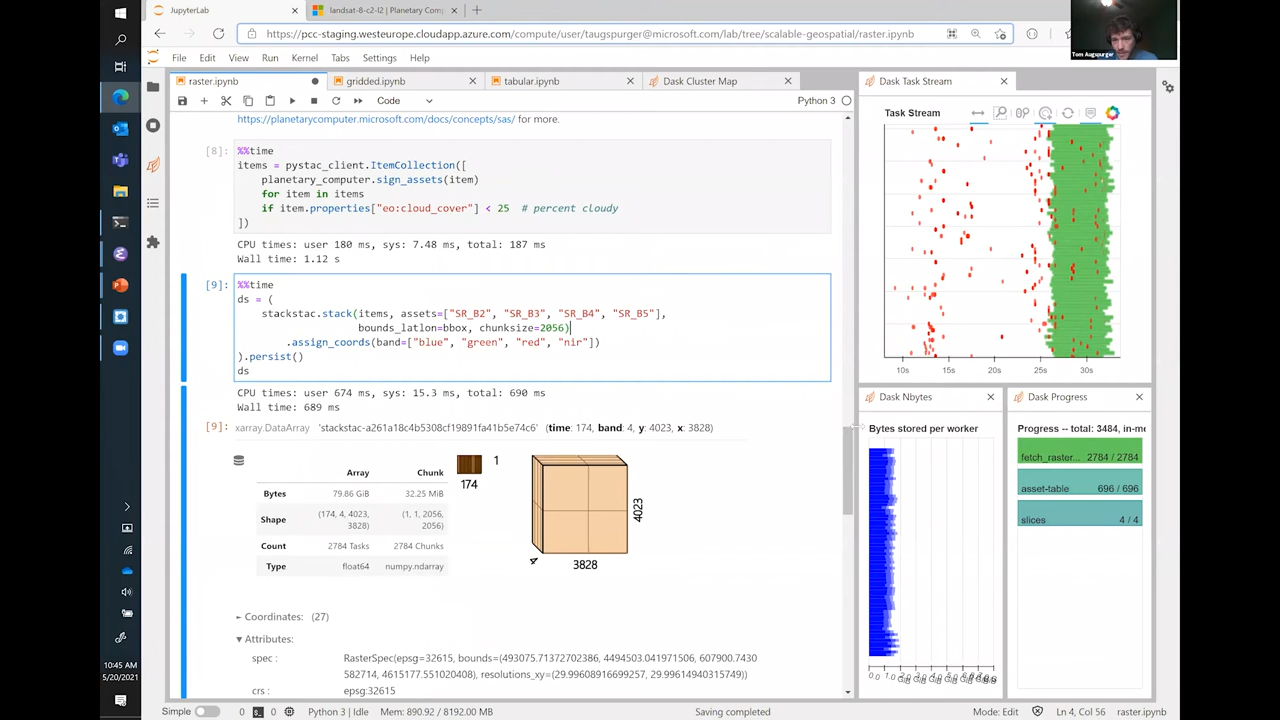 JupyterLab
landsat-8-c2-l2 | Planetary Comp
https://pcc-staging.westeurope.cloudapp.azure.com/compute/user/taugspurger@microsoft.com/lab/tree/scalable-geospatial/raster.ipynb
Tom Augspurger
File Edit View Run Kernel Tabs Settings Help
raster.ipynb
gridded.ipynb
tabular.ipynb
Dask Cluster Map
Dask Task Stream
Code
Python 3
Task Stream
https://planetarycomputer.microsoft.com/docs/concepts/sas/ for more.
[8]:
%%time
items = pystac_client.ItemCollection([
planetary_computer.sign_assets(item)
for item in items
if item.properties["eo:cloud_cover"] < 25 # percent cloudy
])
CPU times: user 180 ms, sys: 7.48 ms, total: 187 ms
Wall time: 1.12 s
[9]:
%%time
ds = (
stackstac.stack(items, assets=["SR_B2", "SR_B3", "SR_B4", "SR_B5"],
bounds_latlon=bbox, chunksize=2056)
.assign_coords(band=["blue", "green", "red", "nir"])
).persist()
ds
10s 15s 20s 25s 30s
CPU times: user 674 ms, sys: 15.3 ms, total: 690 ms
Wall time: 689 ms
[9]:
xarray.DataArray 'stackstac-a261a18c4b5308cf19891fa41b5e74c6' (time: 174, band: 4, y: 4023, x: 3828)
Array Chunk
Bytes 79.86 GiB 32.25 MiB
Shape (174, 4, 4023, 3828) (1, 1, 2056, 2056)
Count 2784 Tasks 2784 Chunks
Type float64 numpy.ndarray
174
1
4
4023
3828
Coordinates: (27)
Attributes:
spec : RasterSpec(epsg=32615, bounds=(493075.71372702386, 4494503.041971506, 607900.7430
582714, 4615177.551020408), resolutions_xy=(29.99608916699257, 29.99614940315749))
crs : epsg:32615
Dask Nbytes
Bytes stored per worker
Dask Progress
Progress -- total: 3484, in-me
fetch_raster... 2784 / 2784
asset-table 696 / 696
slices 4 / 4
10:45 AM
5/20/2021
Simple
0
0
Python 3 | Idle
Mem: 890.92 / 8192.00 MB
Saving completed
Mode: Edit
Ln 4, Col 56
raster.ipynb